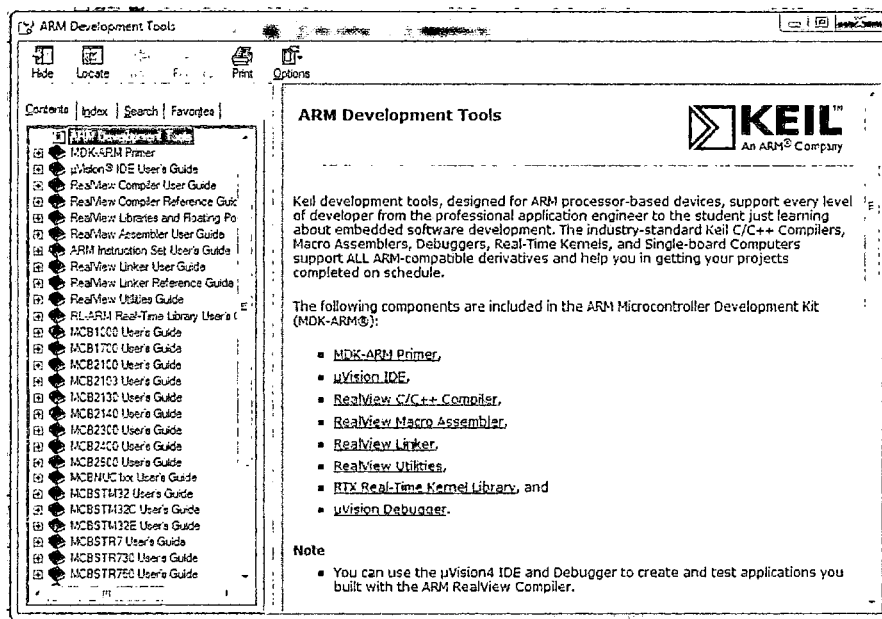 ARM Development Tools
Hide Locate Print Options
Contents Index Search Favorites
ARM Development Tools
MDK-ARM Primer
µVision® IDE User's Guide
RealView Compiler User Guide
RealView Compiler Reference Guic
RealView Libraries and Floating Po
RealView Assembler User Guide
ARM Instruction Set User's Guide
RealView Linker User Guide
RealView Linker Reference Guide
RealView Utilities Guide
RL-ARM Real-Time Library User's G
MCB1000 User's Guide
MCB1700 User's Guide
MCB2100 User's Guide
MCB2103 User's Guide
MCB2130 User's Guide
MCB2140 User's Guide
MCB2300 User's Guide
MCB2400 User's Guide
MCB2500 User's Guide
MCBNUC1xx User's Guide
MCBSTM32 User's Guide
MCBSTM32C User's Guide
MCBSTM32E User's Guide
MCBSTR7 User's Guide
MCBSTR730 User's Guide
MCBSTR750 User's Guide
ARM Development Tools
KEIL™
An ARM® Company
Keil development tools, designed for ARM processor-based devices, support every level
of developer from the professional application engineer to the student just learning
about embedded software development. The industry-standard Keil C/C++ Compilers,
Macro Assemblers, Debuggers, Real-Time Kernels, and Single-board Computers
support ALL ARM-compatible derivatives and help you in getting your projects
completed on schedule.
The following components are included in the ARM Microcontroller Development Kit
(MDK-ARM®):
MDK-ARM Primer,
µVision IDE,
RealView C/C++ Compiler,
RealView Macro Assembler,
RealView Linker,
RealView Utilities,
RTX Real-Time Kernel Library, and
µVision Debugger.
Note
You can use the µVision4 IDE and Debugger to create and test applications you
built with the ARM RealView Compiler.